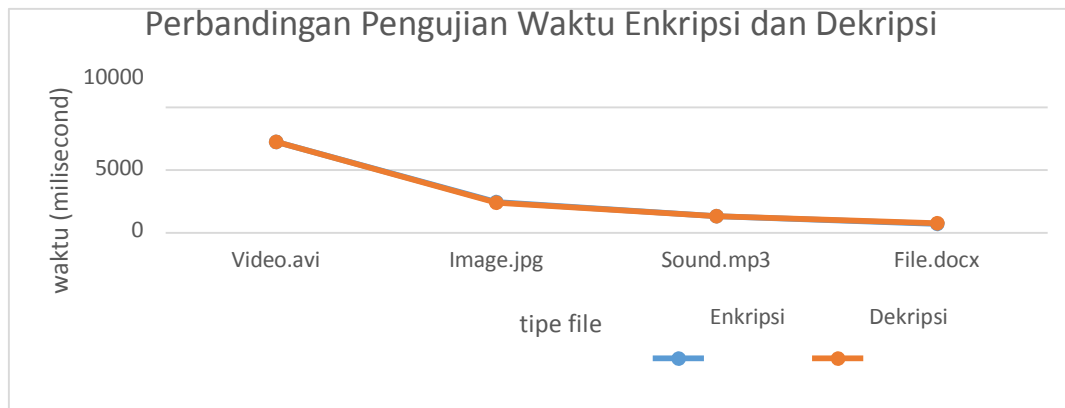 Perbandingan Pengujian Waktu Enkripsi dan Dekripsi
waktu (milisecond)
10000
5000
0
Video.avi Image.jpg Sound.mp3 File.docx
tipe file
Enkripsi Dekripsi